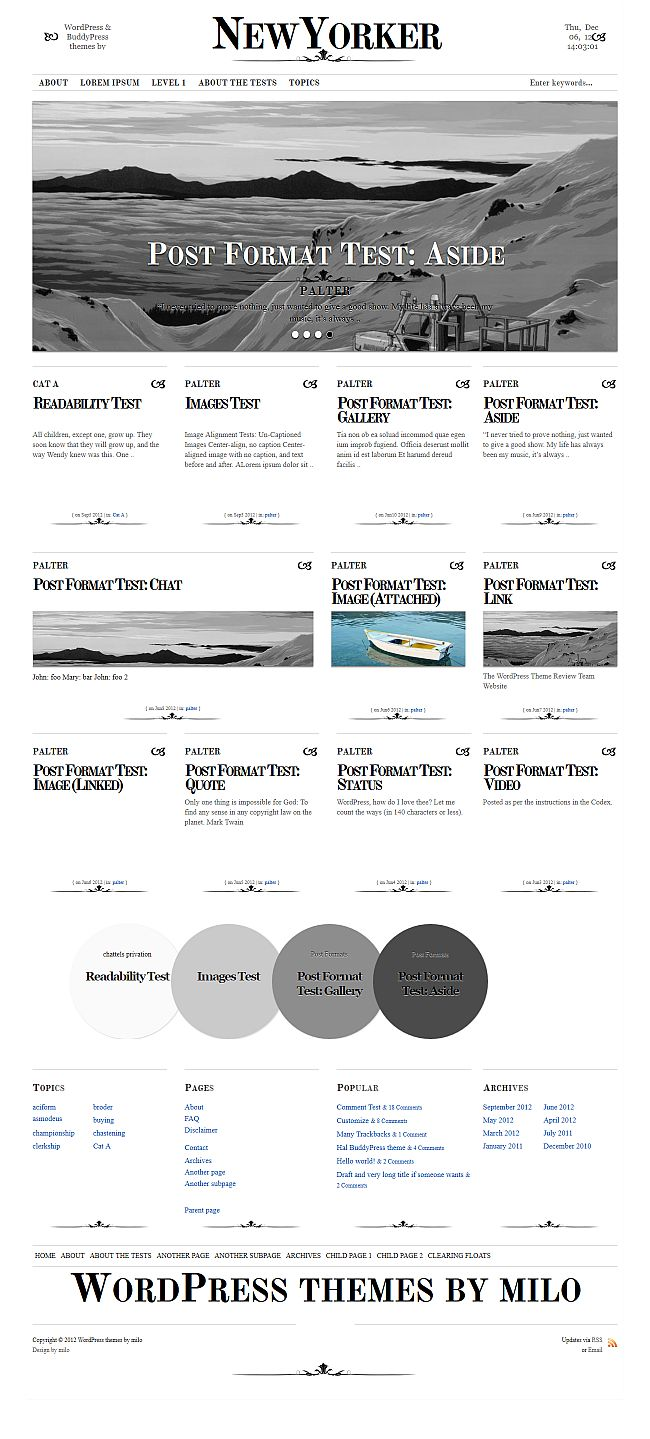 WordPress &
BuddyPress
themes by
NewYorker
Thu, Dec
06, 12
14:03:01
ABOUT LOREM IPSUM LEVEL 1 ABOUT THE TESTS TOPICS
Enter keywords...
Post Format Test: Aside
PALTER
"I never tried to prove nothing, just wanted to give a good show. My life has always been my
music, it's always ..
CAT A
Readability Test
All children, except one, grow up. They
soon know that they will grow up, and the
way Wendy knew was this. One ..
{ on Sep5 2012 | in: Cat A }
PALTER
Images Test
Image Alignment Tests: Un-Captioned
Images Center-align, no caption Center-
aligned image with no caption, and text
before and after. ALorem ipsum dolor sit ..
{ on Sep5 2012 | in: palter }
PALTER
Post Format Test:
Gallery
Tia non ob ea soluad incommod quae egen
ium improb fugiend. Officia deserunt mollit
anim id est laborum Et harumd dereud
facilis ..
{ on Jun10 2012 | in: palter }
PALTER
Post Format Test:
Aside
"I never tried to prove nothing, just wanted
to give a good show. My life has always
been my music, it's always ..
{ on Jun9 2012 | in: palter }
PALTER
Post Format Test: Chat
John: foo Mary: bar John: foo 2
{ on Jun9 2012 | in: palter }
PALTER
Post Format Test:
Image (Attached)
{ on Jun8 2012 | in: palter }
PALTER
Post Format Test:
Link
The WordPress Theme Review Team
Website
{ on Jun7 2012 | in: palter }
PALTER
Post Format Test:
Image (Linked)
{ on Jun6 2012 | in: palter }
PALTER
Post Format Test:
Quote
Only one thing is impossible for God: To
find any sense in any copyright law on the
planet. Mark Twain
{ on Jun5 2012 | in: palter }
PALTER
Post Format Test:
Status
WordPress, how do I love thee? Let me
count the ways (in 140 characters or less).
{ on Jun4 2012 | in: palter }
PALTER
Post Format Test:
Video
Posted as per the instructions in the Codex.
{ on Jun3 2012 | in: palter }
chattels privation
Readability Test
Images Test
Post Formats
Post Format
Test: Gallery
Post Formats
Post Format
Test: Aside
Topics
aciform broder
asmodeus buying
championship chastening
clerkship Cat A
Pages
About
FAQ
Disclaimer
Contact
Archives
Another page
Another subpage
Parent page
Popular
Comment Test & 18 Comments
Customize & 8 Comments
Many Trackbacks & 1 Comment
Hal BuddyPress theme & 4 Comments
Hello world! & 2 Comments
Draft and very long title if someone wants &
2 Comments
Archives
September 2012 June 2012
May 2012 April 2012
March 2012 July 2011
January 2011 December 2010
HOME ABOUT ABOUT THE TESTS ANOTHER PAGE ANOTHER SUBPAGE ARCHIVES CHILD PAGE 1 CHILD PAGE 2 CLEARING FLOATS
WordPress themes by milo
Copyright © 2012 WordPress themes by milo
Design by milo
Updates via RSS
or Email